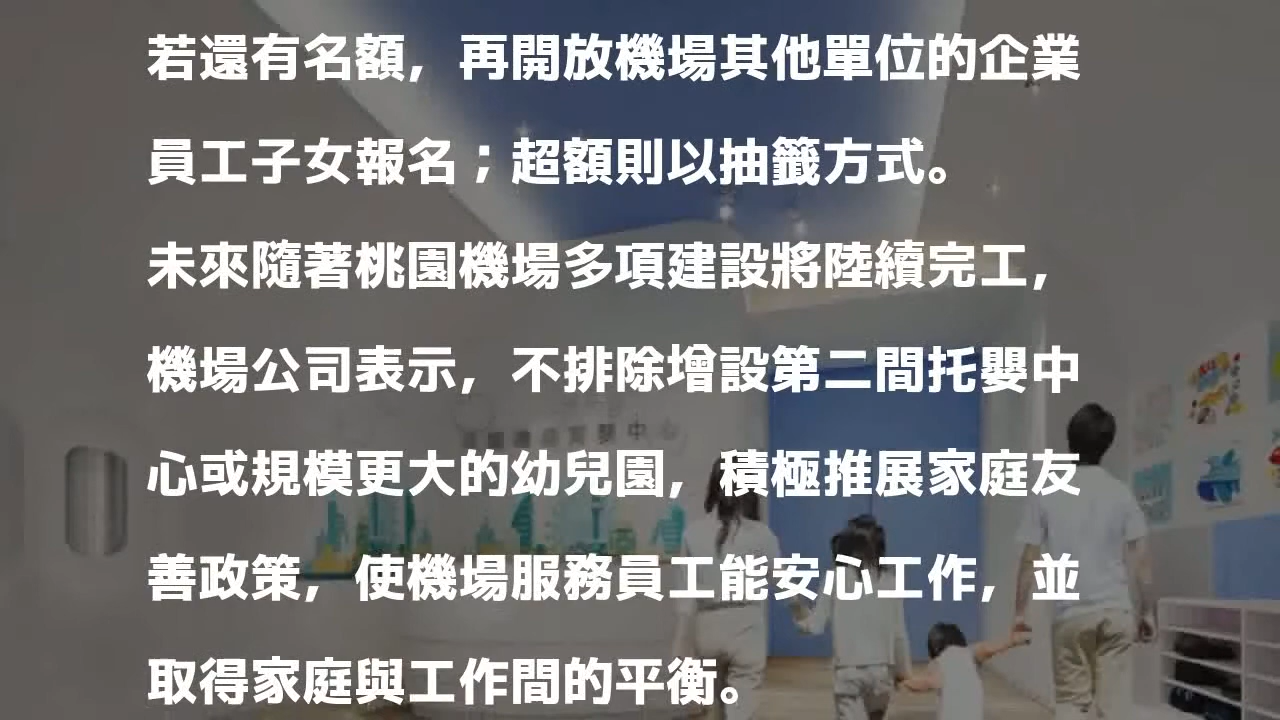 若還有名額，再開放機場其他單位的企業
員工子女報名；超額則以抽籤方式。
未來隨著桃園機場多項建設將陸續完工，
機場公司表示，不排除增設第二間托嬰中
心或規模更大的幼兒園，積極推展家庭友
善政策，使機場服務員工能安心工作，並
取得家庭與工作間的平衡。